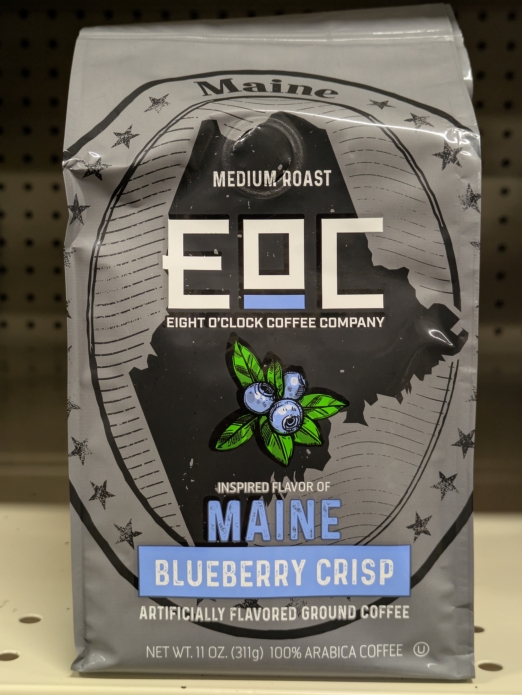 Maine
MEDIUM ROAST
EOC
EIGHT O'CLOCK COFFEE COMPANY
INSPIRED FLAVOR OF
MAINE
BLUEBERRY CRISP
ARTIFICIALLY FLAVORED GROUND COFFEE
NET WT. 11 OZ. (311g) 100% ARABICA COFFEE Ⓤ